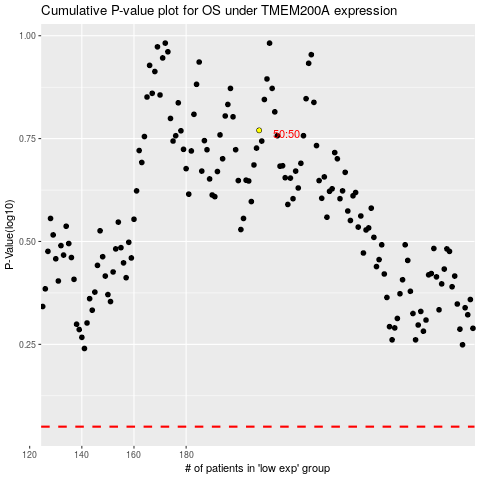 Cumulative P-value plot for OS under TMEM200A expression
1.00
0.75
0.50
0.25
P-Value(log10)
50:50
120 140 160 180
# of patients in 'low exp' group